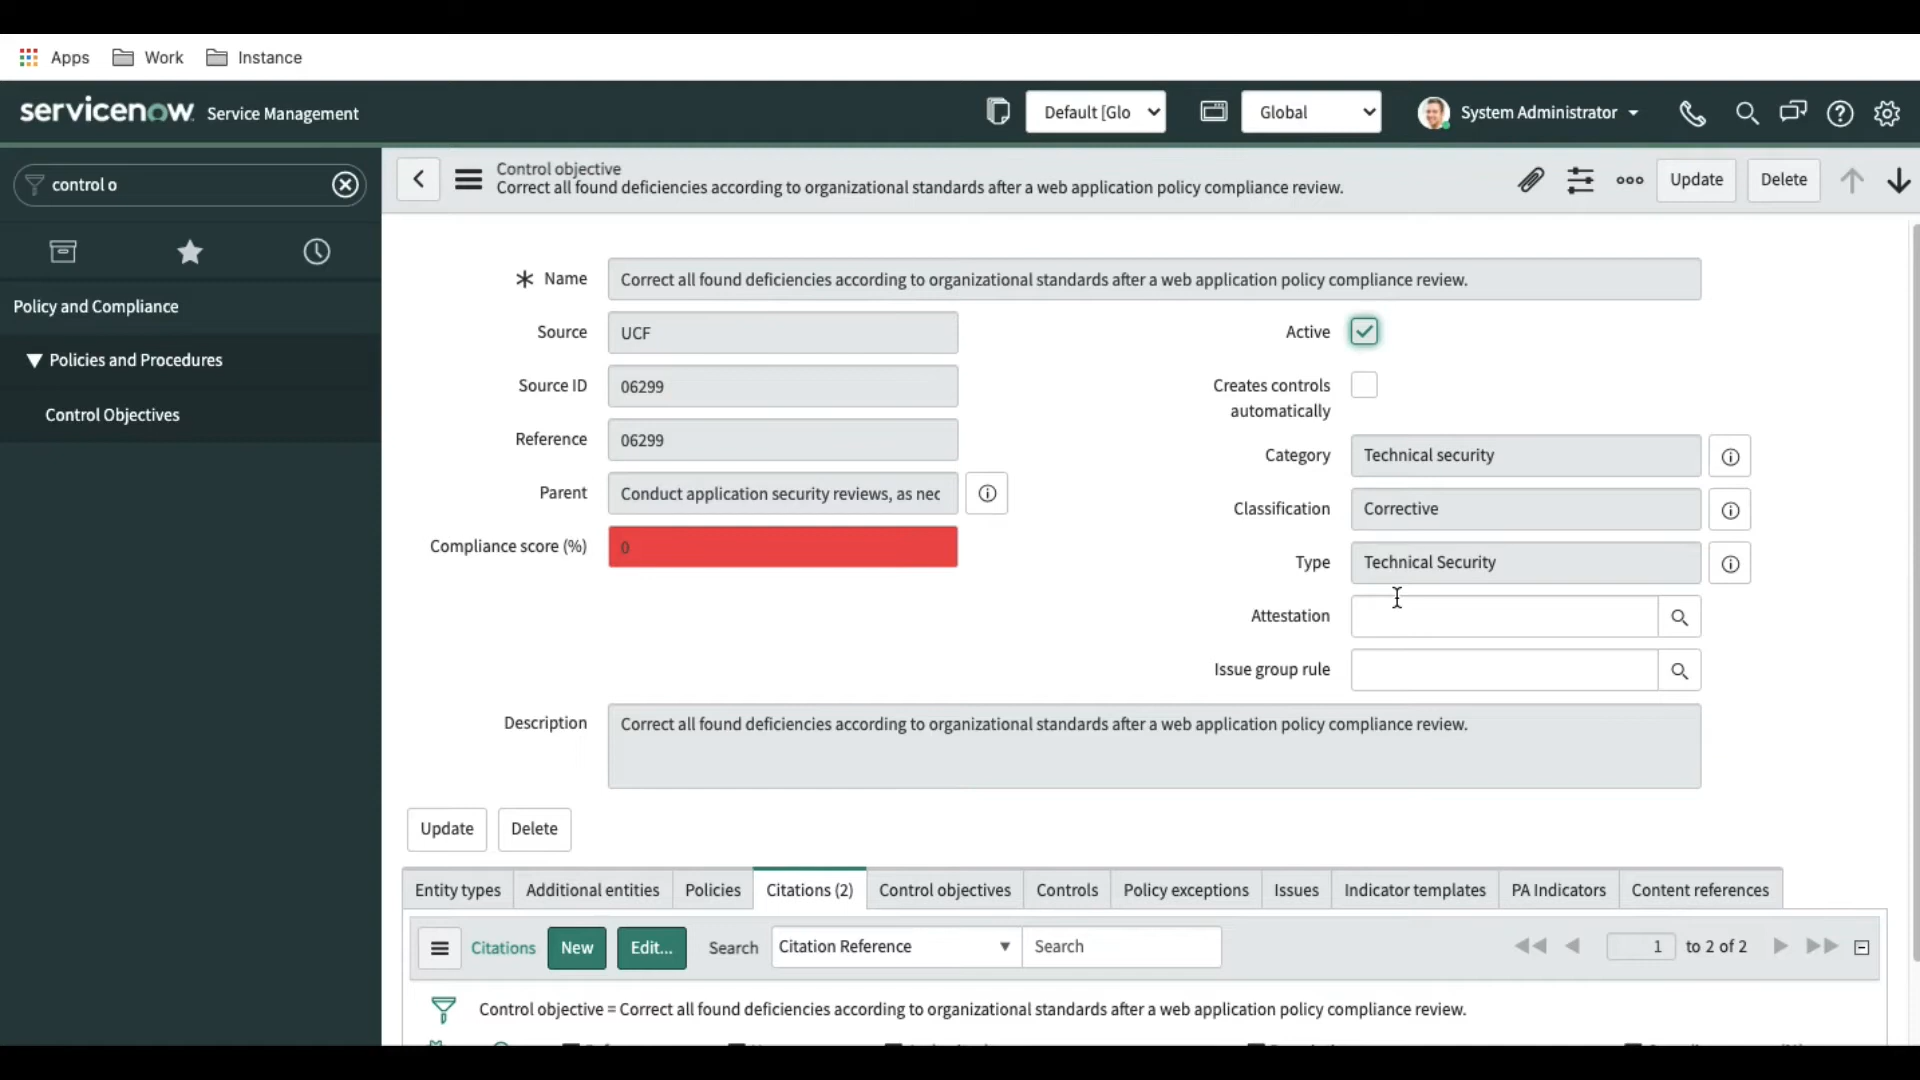 Apps Work Instance
servicenow Service Management Default [Glo Global System Administrator
control o
Control objective
Correct all found deficiencies according to organizational standards after a web application policy compliance review.
Update Delete
Policy and Compliance
Policies and Procedures
Control Objectives
Name Correct all found deficiencies according to organizational standards after a web application policy compliance review.
Source UCF
Active
Source ID 06299
Creates controls
automatically
Reference 06299
Category Technical security
Parent Conduct application security reviews, as nec
Classification Corrective
Compliance score (%) 0
Type Technical Security
Attestation
Issue group rule
Description Correct all found deficiencies according to organizational standards after a web application policy compliance review.
Update Delete
Entity types Additional entities Policies Citations (2) Control objectives Controls Policy exceptions Issues Indicator templates PA Indicators Content references
Citations New Edit... Search Citation Reference Search 1 to 2 of 2
Control objective = Correct all found deficiencies according to organizational standards after a web application policy compliance review.